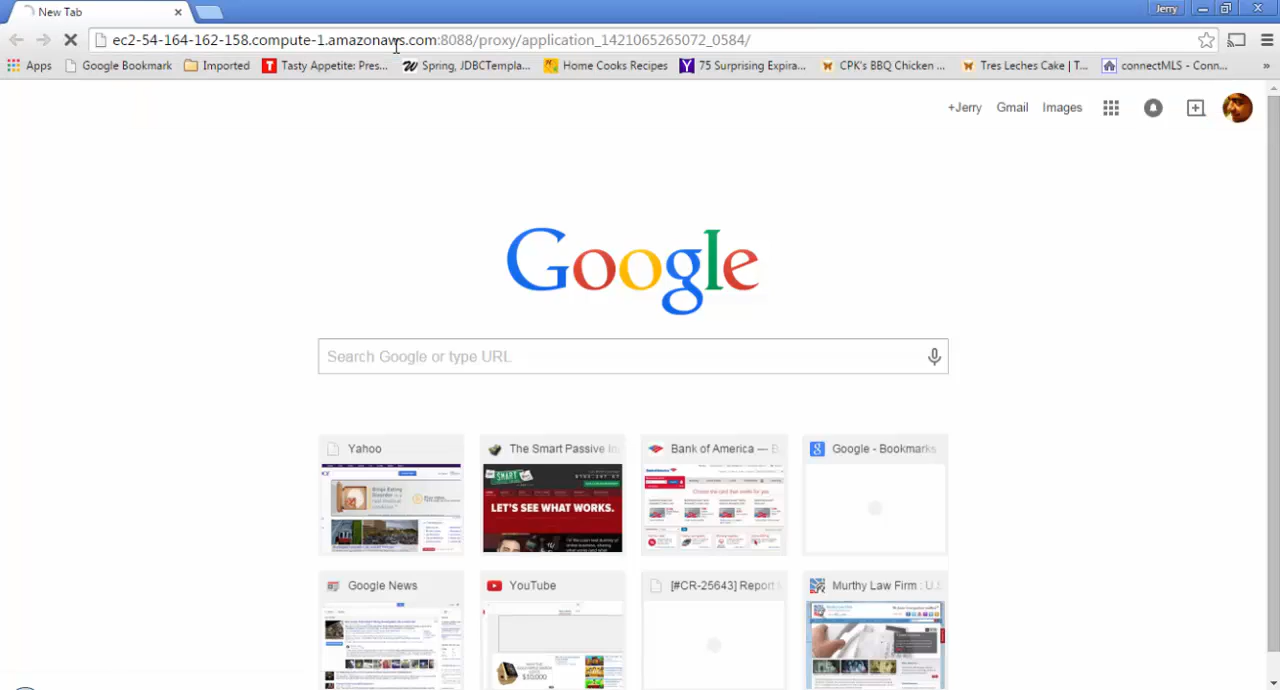 New Tab
Jerry
ec2-54-164-162-158.compute-1.amazonaws.com:8088/proxy/application_1421065265072_0584/
Apps Google Bookmark Imported Tasty Appetite: Pres... Spring, JDBCTempla... Home Cooks Recipes 75 Surprising Expira... CPK's BBQ Chicken ... Tres Leches Cake | T... connectMLS - Conn... »
+Jerry Gmail Images
Google
Search Google or type URL
Yahoo The Smart Passive In Bank of America — B Google - Bookmarks
LET'S SEE WHAT WORKS.
Google News YouTube [#CR-25643] Report Murthy Law Firm : U.S